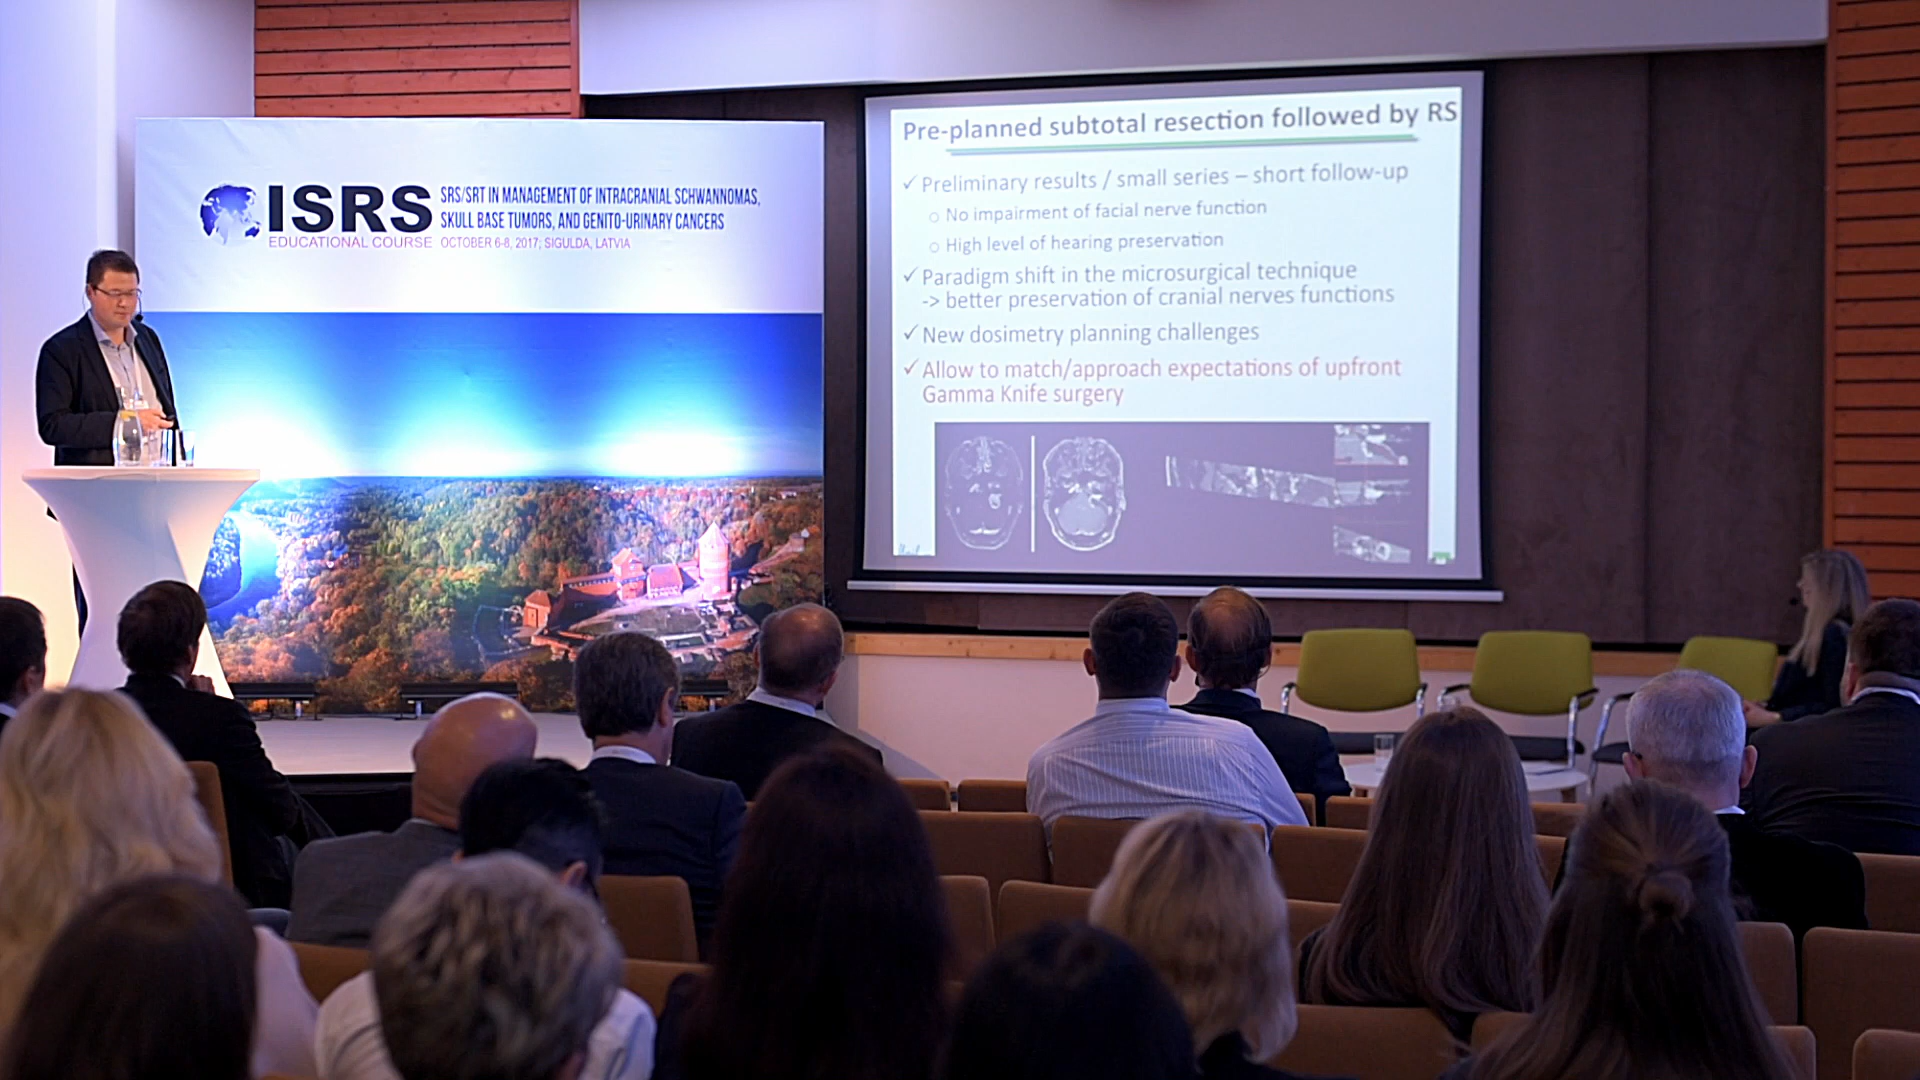 ISRS
EDUCATIONAL COURSE
SRS/SRT IN MANAGEMENT OF INTRACRANIAL SCHWANNOMAS,
SKULL BASE TUMORS, AND GENITO-URINARY CANCERS
OCTOBER 6-8, 2017; SIGULDA, LATVIA
Pre-planned subtotal resection followed by RS
✓ Preliminary results / small series – short follow-up
○ No impairment of facial nerve function
○ High level of hearing preservation
✓ Paradigm shift in the microsurgical technique
-> better preservation of cranial nerves functions
✓ New dosimetry planning challenges
✓ Allow to match/approach expectations of upfront
Gamma Knife surgery